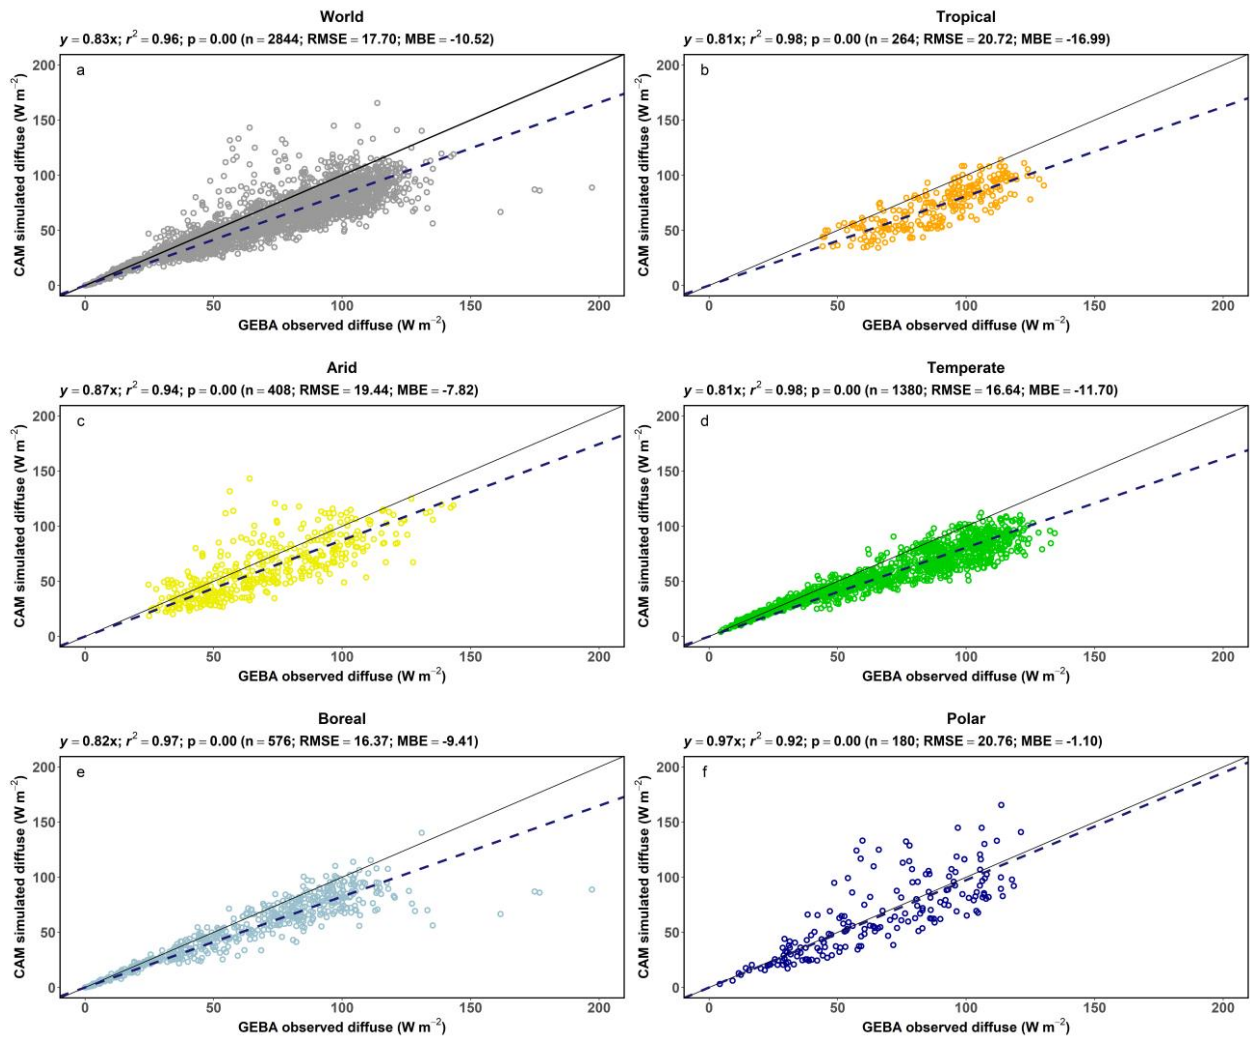 World
y = 0.83x; r² = 0.96; p = 0.00 (n = 2844; RMSE = 17.70; MBE = -10.52)
a
200
150
100
50
0
CAM simulated diffuse (W m⁻²)
0 50 100 150 200
GEBA observed diffuse (W m⁻²)
Tropical
y = 0.81x; r² = 0.98; p = 0.00 (n = 264; RMSE = 20.72; MBE = -16.99)
b
200
150
100
50
0
CAM simulated diffuse (W m⁻²)
0 50 100 150 200
GEBA observed diffuse (W m⁻²)
Arid
y = 0.87x; r² = 0.94; p = 0.00 (n = 408; RMSE = 19.44; MBE = -7.82)
c
200
150
100
50
0
CAM simulated diffuse (W m⁻²)
0 50 100 150 200
GEBA observed diffuse (W m⁻²)
Temperate
y = 0.81x; r² = 0.98; p = 0.00 (n = 1380; RMSE = 16.64; MBE = -11.70)
d
200
150
100
50
0
CAM simulated diffuse (W m⁻²)
0 50 100 150 200
GEBA observed diffuse (W m⁻²)
Boreal
y = 0.82x; r² = 0.97; p = 0.00 (n = 576; RMSE = 16.37; MBE = -9.41)
e
200
150
100
50
0
CAM simulated diffuse (W m⁻²)
0 50 100 150 200
GEBA observed diffuse (W m⁻²)
Polar
y = 0.97x; r² = 0.92; p = 0.00 (n = 180; RMSE = 20.76; MBE = -1.10)
f
200
150
100
50
0
CAM simulated diffuse (W m⁻²)
0 50 100 150 200
GEBA observed diffuse (W m⁻²)